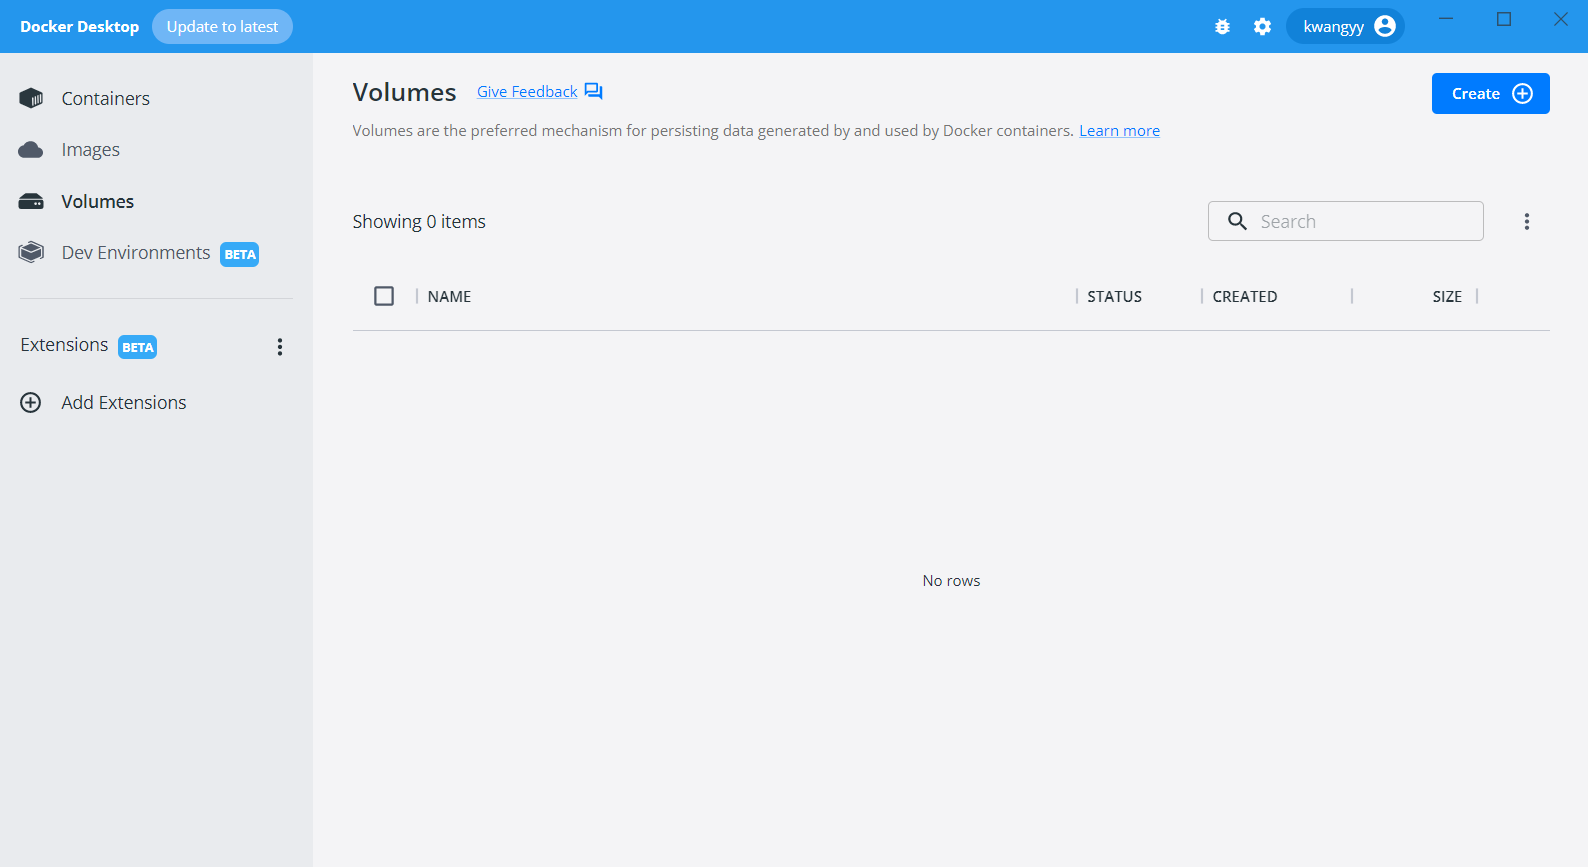 Docker Desktop Update to latest kwangyy
Containers
Images
Volumes
Dev Environments BETA
Extensions BETA
Add Extensions
Volumes Give Feedback
Create
Volumes are the preferred mechanism for persisting data generated by and used by Docker containers. Learn more
Showing 0 items
Search
NAME STATUS CREATED SIZE
No rows